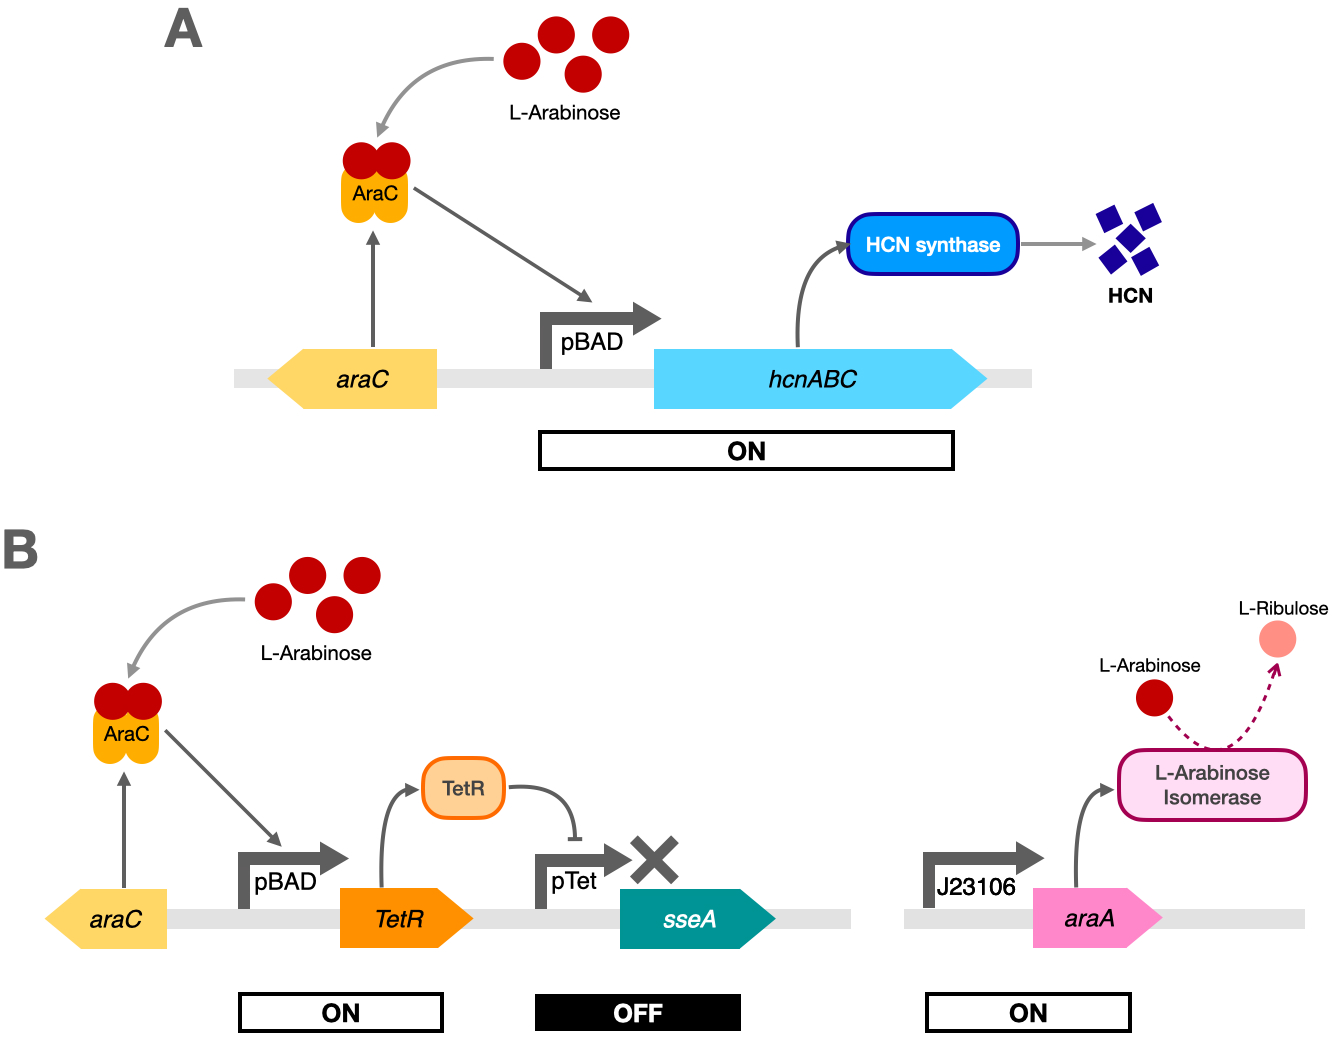 A
L-Arabinose
AraC
HCN synthase
HCN
pBAD
araC
hcnABC
ON
B
L-Arabinose
L-Ribulose
L-Arabinose
AraC
TetR
L-Arabinose
Isomerase
pBAD
pTet
J23106
araC
TetR
sseA
araA
ON
OFF
ON